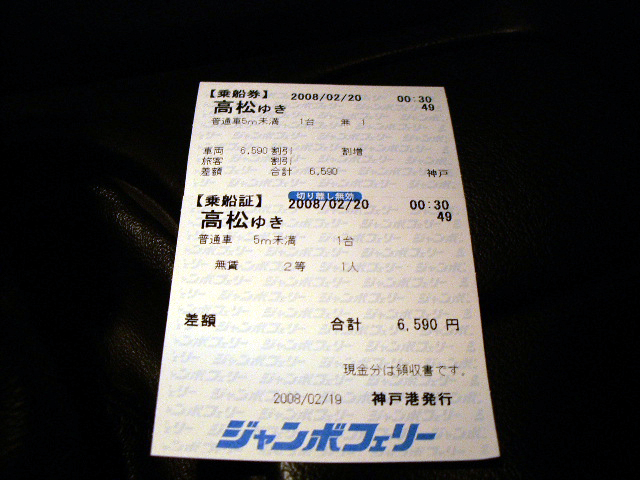 【乗船券】 2008/02/20 00:30
高松ゆき 49
普通車5m未満 1台 無 1
車両 6,590 割引 割増
旅客 割引
差額 合計 6,590 神戸
切り離し無効
【乗船証】 2008/02/20 00:30
高松ゆき 49
普通車 5m未満 1台
無賃 2等 1人
差額 合計 6,590 円
現金分は領収書です。
2008/02/19 神戸港発行
ジャンボフェリー